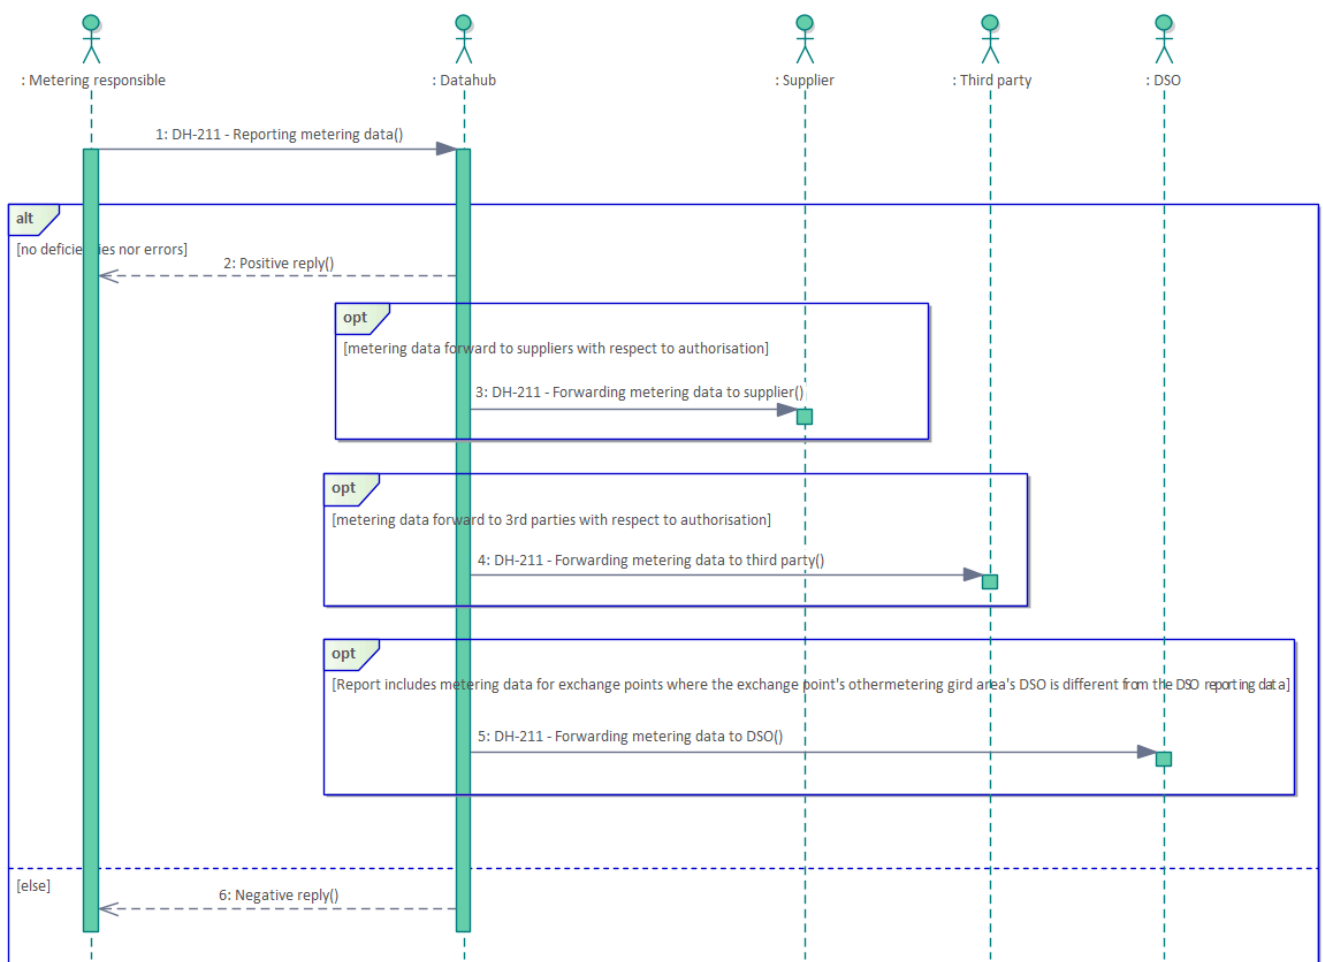 : Metering responsible
: Datahub
: Supplier
: Third party
: DSO
1: DH-211 - Reporting metering data()
alt
[no deficiencies nor errors]
2: Positive reply()
opt
[metering data forward to suppliers with respect to authorisation]
3: DH-211 - Forwarding metering data to supplier()
opt
[metering data forward to 3rd parties with respect to authorisation]
4: DH-211 - Forwarding metering data to third party()
opt
[Report includes metering data for exchange points where the exchange point's othermetering gird area's DSO is different from the DSO reporting data]
5: DH-211 - Forwarding metering data to DSO()
[else]
6: Negative reply()